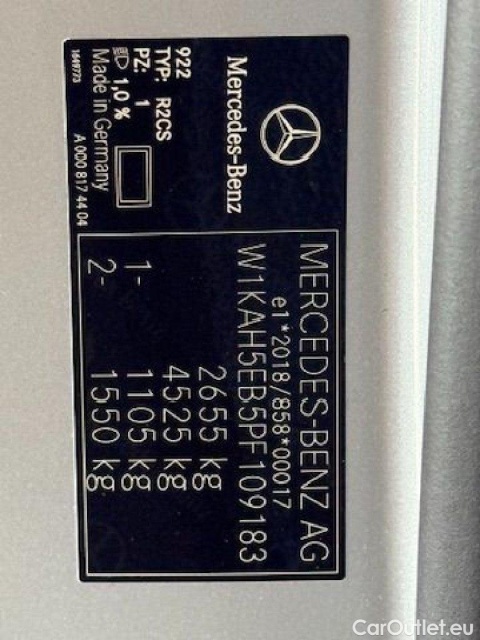 Mercedes-Benz
922
TYP: R2CS
PZ: 1
1,0 %
Made in Germany
1649773
A 000 817 44 04
MERCEDES-BENZ AG
e1*2018/858*00017
W1KAH5EB5PF109183
2655 kg
4525 kg
1- 1105 kg
2- 1550 kg
CarOutlet.eu